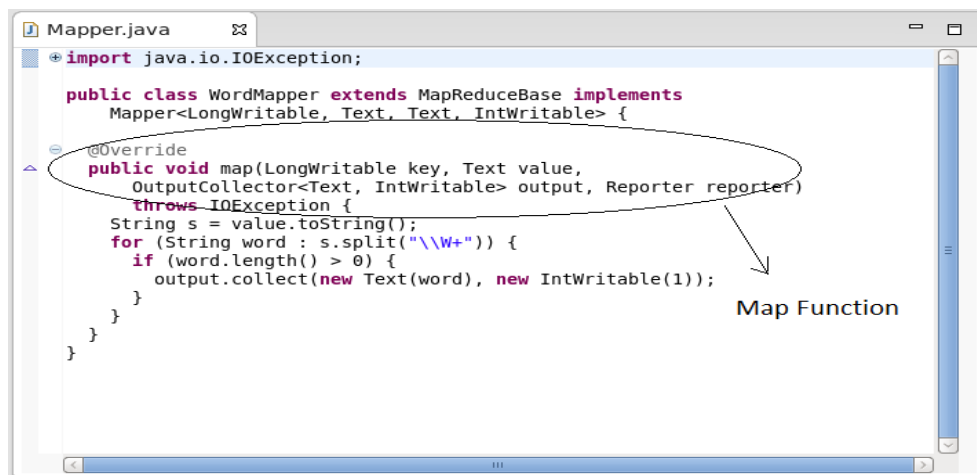 Mapper.java
import java.io.IOException;
public class WordMapper extends MapReduceBase implements
Mapper<LongWritable, Text, Text, IntWritable> {
@Override
public void map(LongWritable key, Text value,
OutputCollector<Text, IntWritable> output, Reporter reporter)
throws IOException {
String s = value.toString();
for (String word : s.split("\\W+")) {
if (word.length() > 0) {
output.collect(new Text(word), new IntWritable(1));
}
}
}
}
Map Function